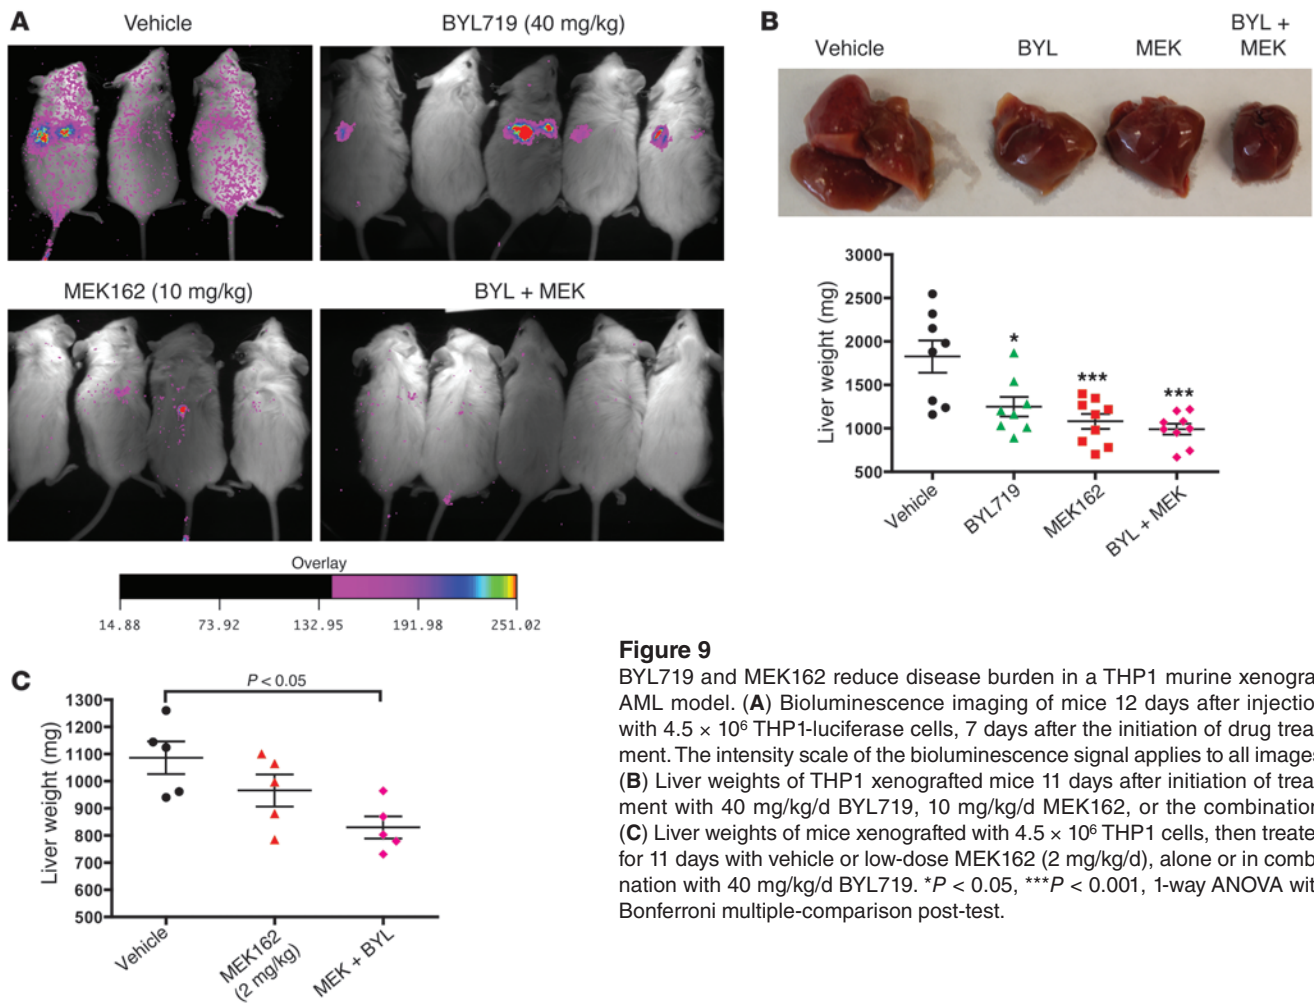 A
Vehicle
BYL719 (40 mg/kg)
MEK162 (10 mg/kg)
BYL + MEK
Overlay
14.88 73.92 132.95 191.98 251.02
B
Vehicle
BYL
MEK
BYL +
MEK
Liver weight (mg)
3000
2500
2000
1500
1000
500
*
***
***
Vehicle
BYL719
MEK162
BYL + MEK
C
P < 0.05
Liver weight (mg)
1300
1200
1100
1000
900
800
700
600
500
Vehicle
MEK162
(2 mg/kg)
MEK + BYL
Figure 9
BYL719 and MEK162 reduce disease burden in a THP1 murine xenogra
AML model. (A) Bioluminescence imaging of mice 12 days after injectio
with 4.5 × 10⁶ THP1-luciferase cells, 7 days after the initiation of drug trea
ment. The intensity scale of the bioluminescence signal applies to all images
(B) Liver weights of THP1 xenografted mice 11 days after initiation of trea
ment with 40 mg/kg/d BYL719, 10 mg/kg/d MEK162, or the combination
(C) Liver weights of mice xenografted with 4.5 × 10⁶ THP1 cells, then treate
for 11 days with vehicle or low-dose MEK162 (2 mg/kg/d), alone or in comb
nation with 40 mg/kg/d BYL719. *P < 0.05, ***P < 0.001, 1-way ANOVA wit
Bonferroni multiple-comparison post-test.